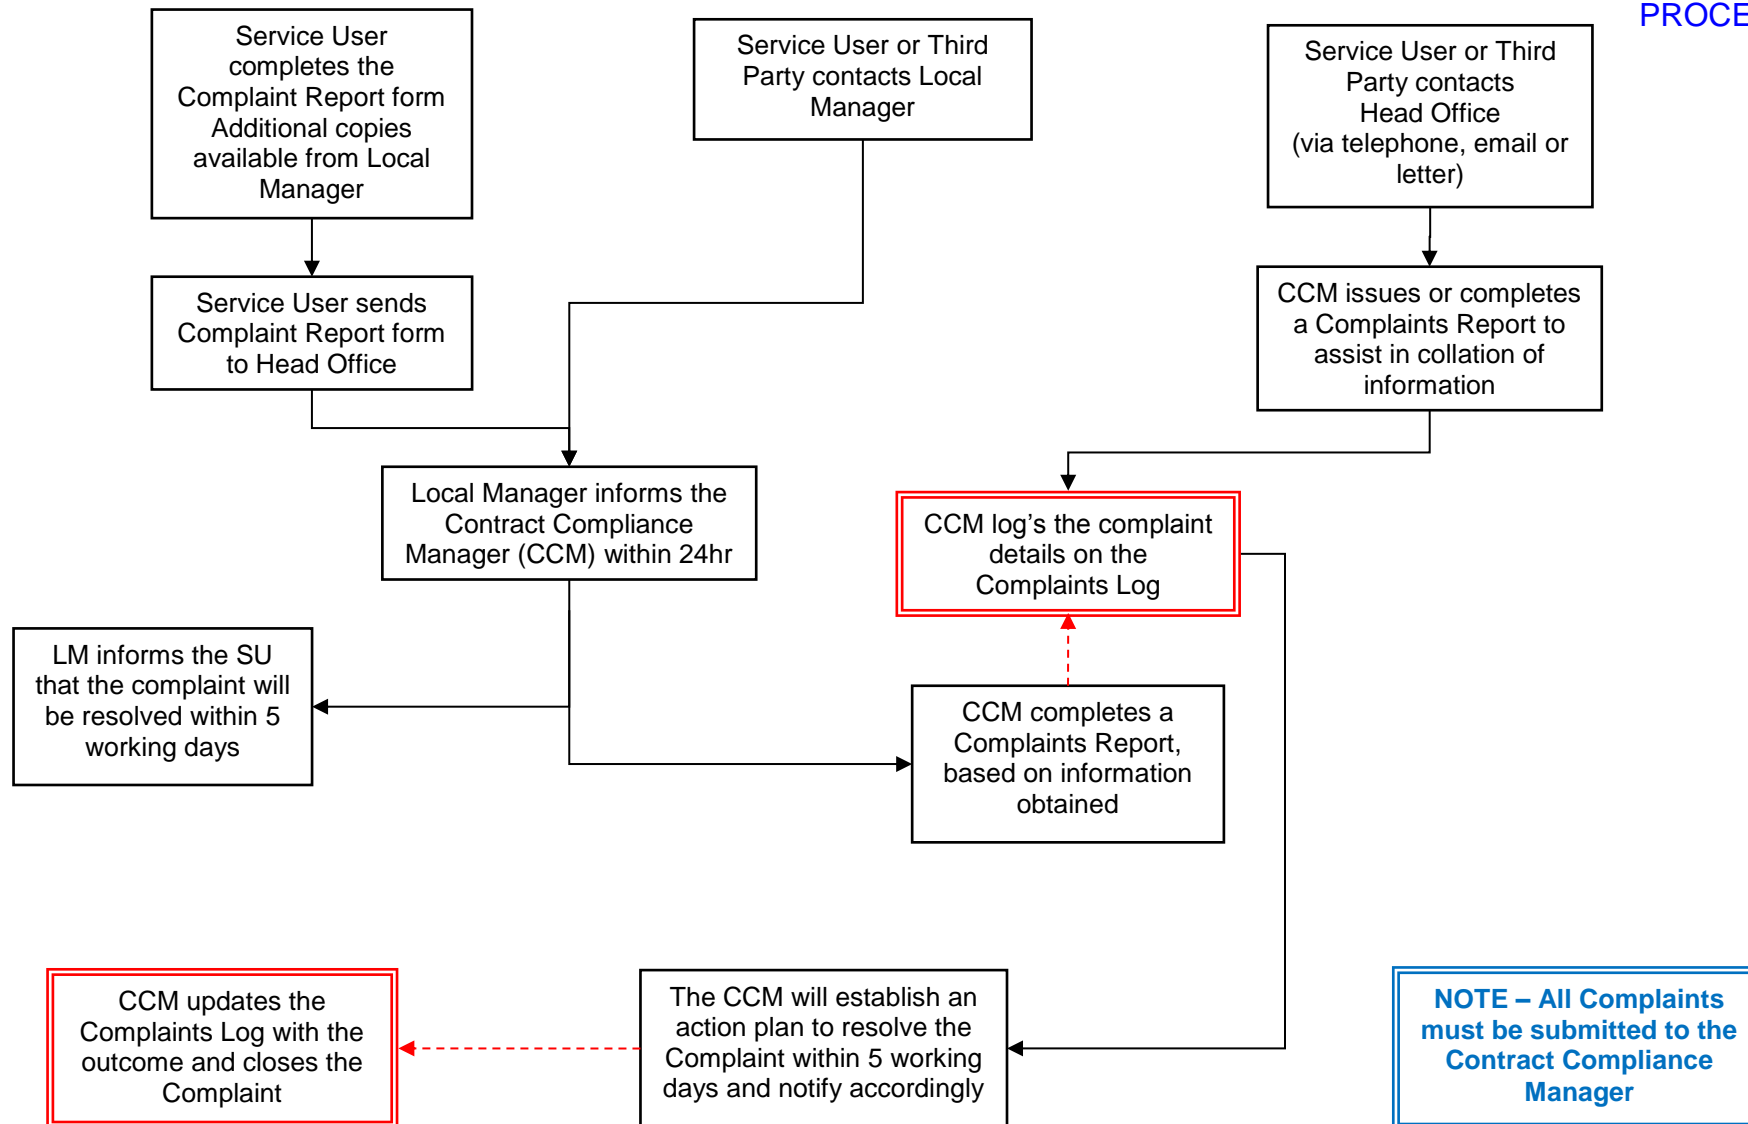 PROCE
Service User
completes the
Complaint Report form
Additional copies
available from Local
Manager
Service User or Third
Party contacts Local
Manager
Service User or Third
Party contacts
Head Office
(via telephone, email or
letter)
Service User sends
Complaint Report form
to Head Office
CCM issues or completes
a Complaints Report to
assist in collation of
information
Local Manager informs the
Contract Compliance
Manager (CCM) within 24hr
CCM log’s the complaint
details on the
Complaints Log
LM informs the SU
that the complaint will
be resolved within 5
working days
CCM completes a
Complaints Report,
based on information
obtained
CCM updates the
Complaints Log with the
outcome and closes the
Complaint
The CCM will establish an
action plan to resolve the
Complaint within 5 working
days and notify accordingly
NOTE – All Complaints
must be submitted to the
Contract Compliance
Manager